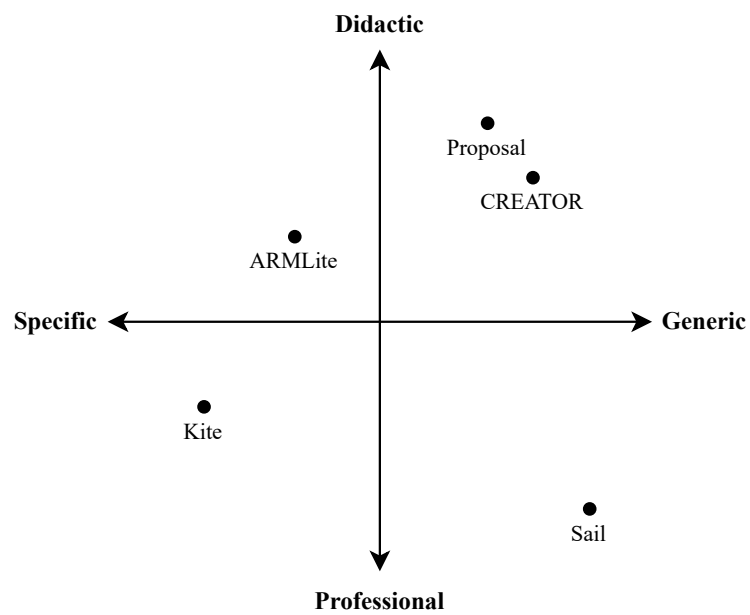 Didactic
Proposal
CREATOR
ARMLite
Specific
Generic
Kite
Sail
Professional